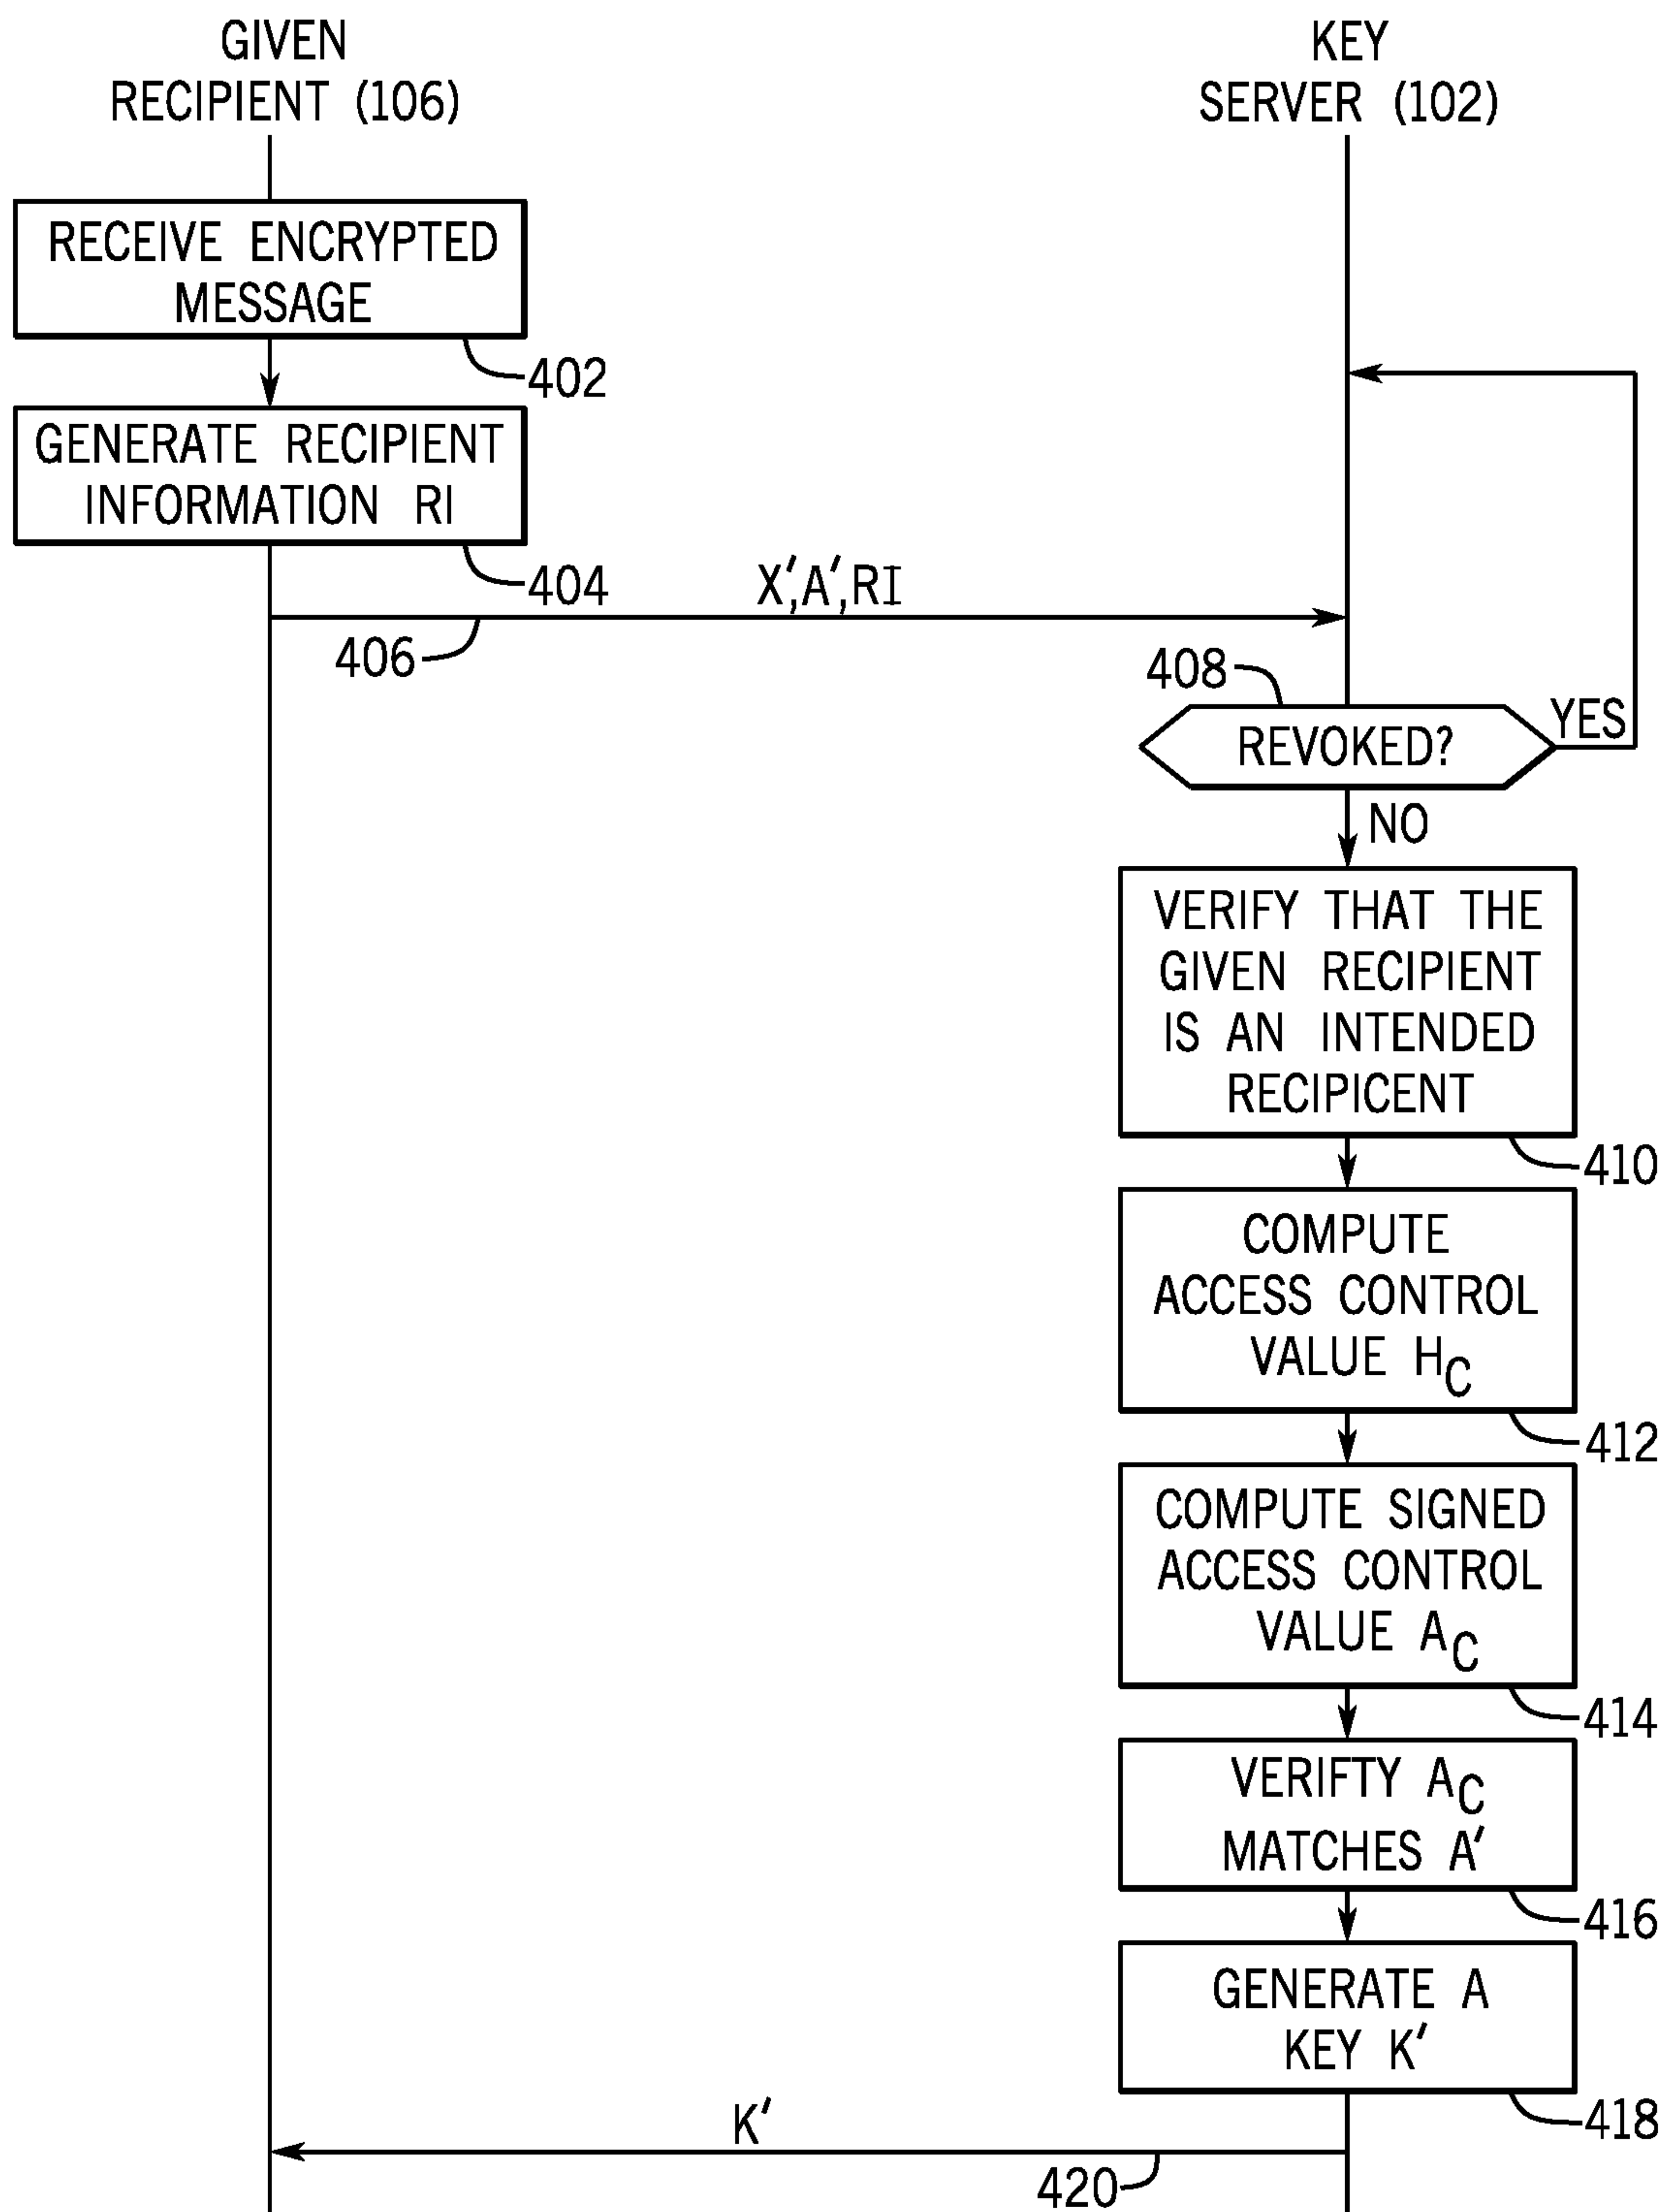 GIVEN
RECIPIENT (106)
KEY
SERVER (102)
RECEIVE ENCRYPTED
MESSAGE
402
GENERATE RECIPIENT
INFORMATION RI
404
X',A',RI
406
408
REVOKED?
YES
NO
VERIFY THAT THE
GIVEN RECIPIENT
IS AN INTENDED
RECIPICENT
410
COMPUTE
ACCESS CONTROL
VALUE HC
412
COMPUTE SIGNED
ACCESS CONTROL
VALUE AC
414
VERIFTY AC
MATCHES A'
416
GENERATE A
KEY K'
418
K'
420